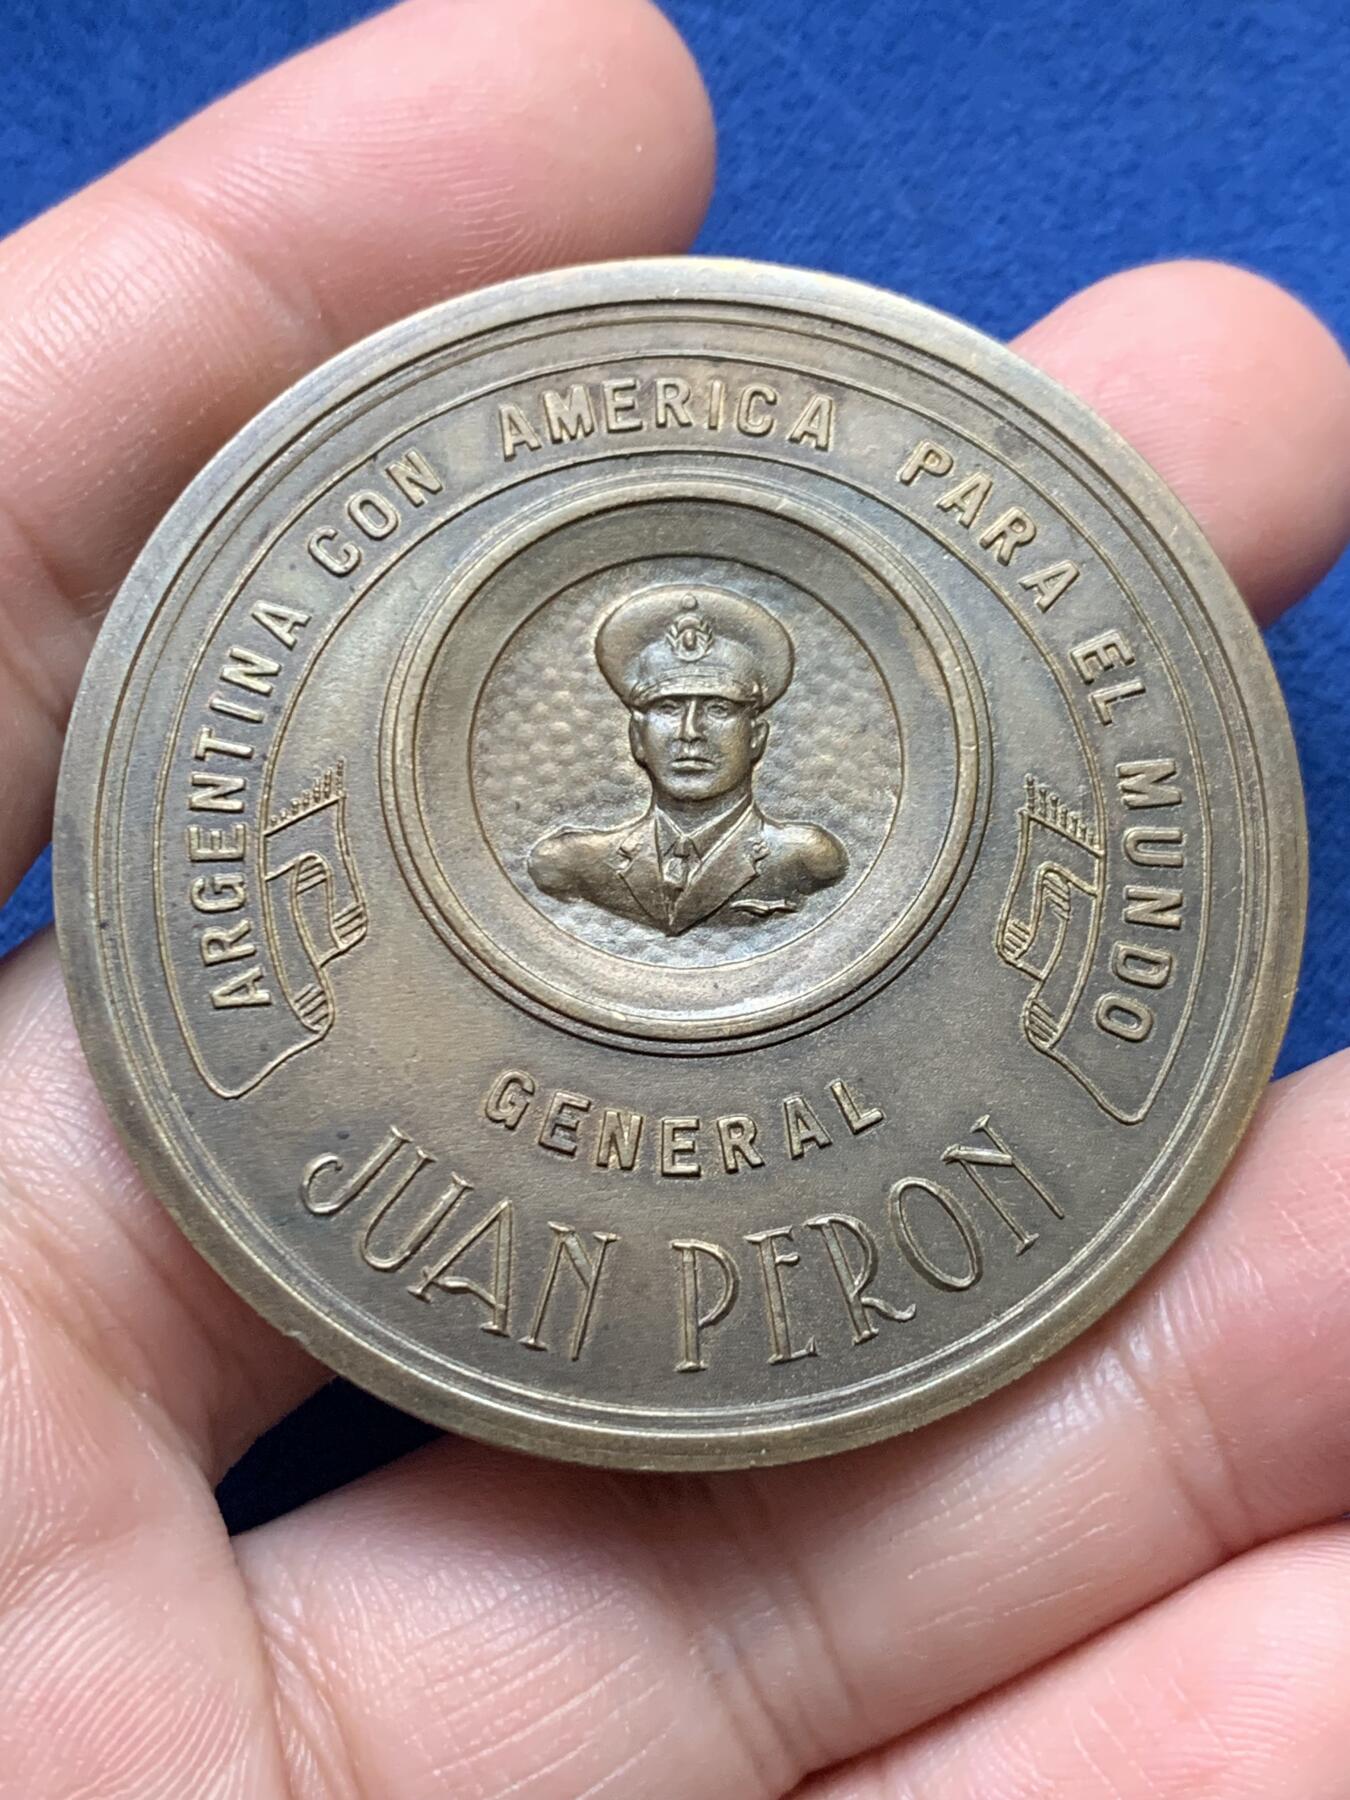 ARGENTINA CON AMERICA PARA EL MUNDO
GENERAL
JUAN PERON